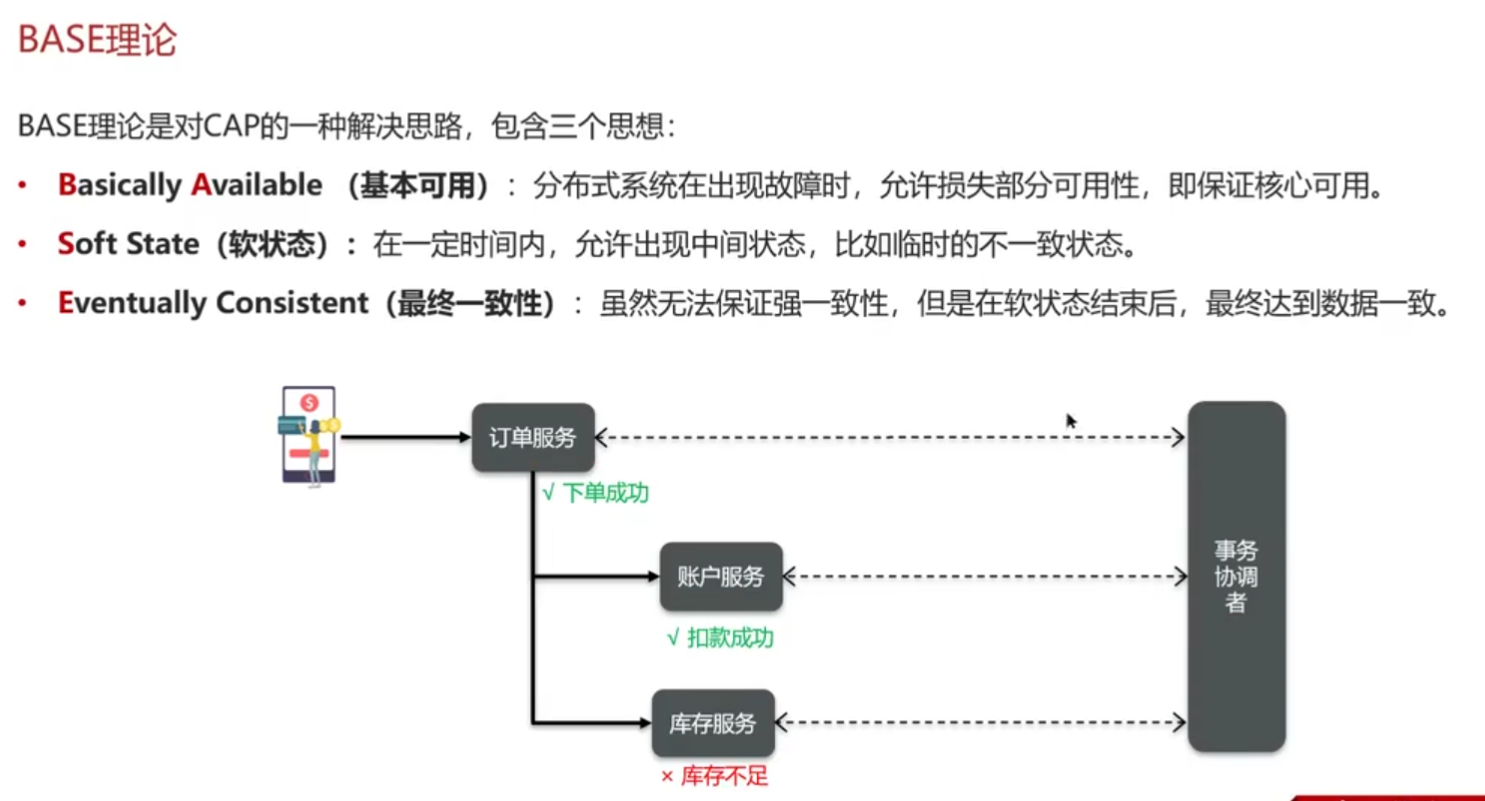 BASE理论
BASE理论是对CAP的一种解决思路，包含三个思想：
• Basically Available （基本可用）：分布式系统在出现故障时，允许损失部分可用性，即保证核心可用。
• Soft State（软状态）：在一定时间内，允许出现中间状态，比如临时的不一致状态。
• Eventually Consistent（最终一致性）：虽然无法保证强一致性，但是在软状态结束后，最终达到数据一致。
$
订单服务
√ 下单成功
账户服务
√ 扣款成功
库存服务
× 库存不足
事务
协调
者